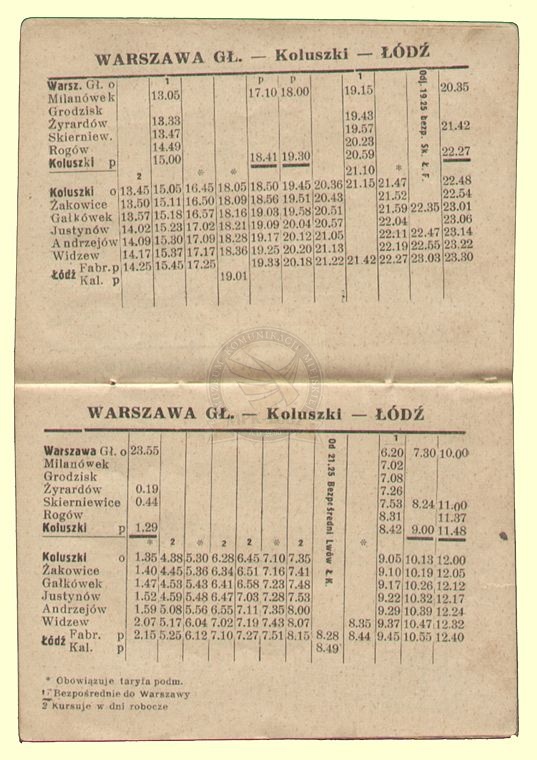 WARSZAWA GŁ. — Koluszki — ŁÓDŹ
1 p p 1
Warsz. Gł. o 13.05 17.10 18.00 19.15 Odj. 19 25 bezp. Sk. Ł. F. 20.35
Milanówek
Grodzisk
Żyrardów 13.33 19.43 21.42
Skierniew. 13.47 19.57
Rogów 14.49 20.23
Koluszki p 15.00 18.41 19.30 20.59 22.27
2 * * 21.10 *
Koluszki o 13.45 15.05 16.45 18.05 18.50 19.45 20.36 21.15 21.47 22.48
Żakowice 13.50 15.11 16.50 18.09 18.56 19.51 20.43 21.52 22.54
Gałkówek 13.57 15.18 16.57 18.16 19.03 19.58 20.51 21.59 22.35 23.01
Justynów 14.02 15.23 17.02 18.21 19.09 20.04 20.57 22.04 23.06
Andrzejów 14.09 15.30 17.09 18.28 19.17 20.12 21.05 22.11 22.47 23.14
Widzew 14.17 15.37 17.17 18.36 19.25 20.20 21.13 22.19 22.55 23.22
Łódź Fabr. p 14.25 15.45 17.25 19.33 20.18 21.22 21.42 22.27 23.03 23.30
Kal. p 19.01
WARSZAWA GŁ. — Koluszki — ŁÓDŹ
1
Warszawa Gł. o 23.55 Od 21.25 Bezpośredni Lwów Ł K. 6.20 7.30 10.00
Milanówek 7.02
Grodzisk 7.08
Żyrardów 0.19 7.26
Skierniewice 0.44 7.53 8.24 11.00
Rogów 8.31 11.37
Koluszki p 1.29 8.42 9.00 11.48
* 2 * 2 2 2 2 *
Koluszki o 1.35 4.38 5.30 6.28 6.45 7.10 7.35 9.05 10.13 12.00
Żakowice 1.40 4.45 5.36 6.34 6.51 7.16 7.41 9.10 10.19 12.05
Gałkówek 1.47 4.53 5.43 6.41 6.58 7.23 7.48 9.17 10.26 12.12
Justynów 1.52 4.59 5.48 6.47 7.03 7.28 7.53 9.22 10.32 12.17
Andrzejów 1.59 5.08 5.56 6.55 7.11 7.35 8.00 9.29 10.39 12.24
Widzew 2.07 5.17 6.04 7.02 7.19 7.43 8.07 8.35 9.37 10.47 12.32
Łódź Fabr. p 2.15 5.25 6.12 7.10 7.27 7.51 8.15 8.28 8.44 9.45 10.55 12.40
Kal. p 8.49
* Obowiązuje taryfa podm.
1 Bezpośrednie do Warszawy
2 Kursuje w dni robocze